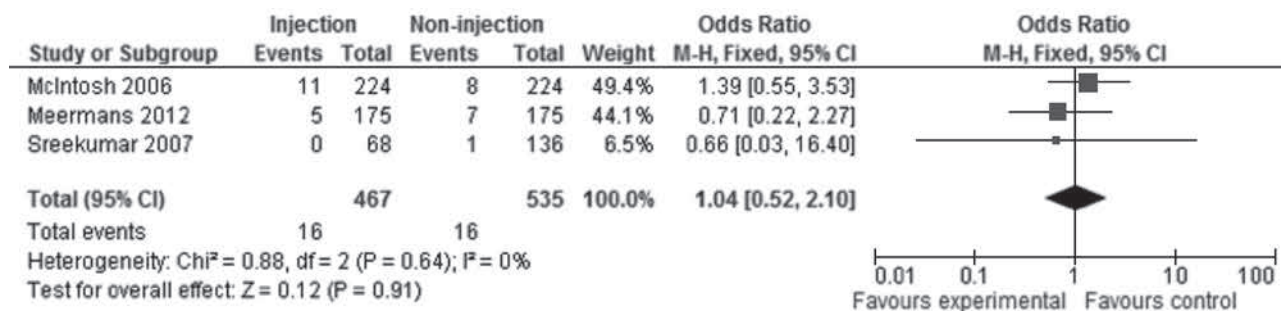 Injection Non-injection Odds Ratio Odds Ratio
Study or Subgroup Events Total Events Total Weight M-H, Fixed, 95% CI M-H, Fixed, 95% CI
McIntosh 2006 11 224 8 224 49.4% 1.39 [0.55, 3.53]
Meermans 2012 5 175 7 175 44.1% 0.71 [0.22, 2.27]
Sreekumar 2007 0 68 1 136 6.5% 0.66 [0.03, 16.40]
Total (95% CI) 467 535 100.0% 1.04 [0.52, 2.10]
Total events 16 16
Heterogeneity: Chi² = 0.88, df = 2 (P = 0.64); I² = 0%
Test for overall effect: Z = 0.12 (P = 0.91)
0.01 0.1 1 10 100
Favours experimental Favours control